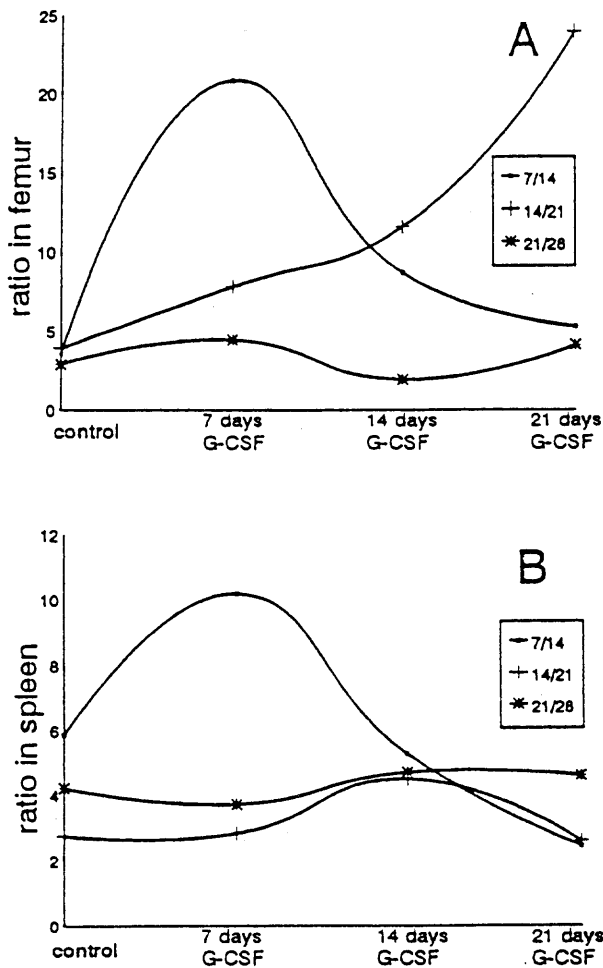 A
25
20
15
10
5
0
ratio in femur
7/14
14/21
21/28
control
7 days
G-CSF
14 days
G-CSF
21 days
G-CSF
B
12
10
8
6
4
2
0
ratio in spleen
7/14
14/21
21/28
control
7 days
G-CSF
14 days
G-CSF
21 days
G-CSF